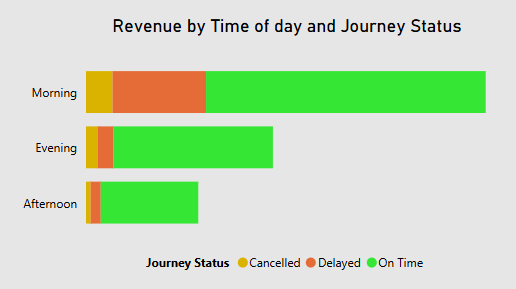 Revenue by Time of day and Journey Status
Morning
Evening
Afternoon
Journey Status Cancelled Delayed On Time